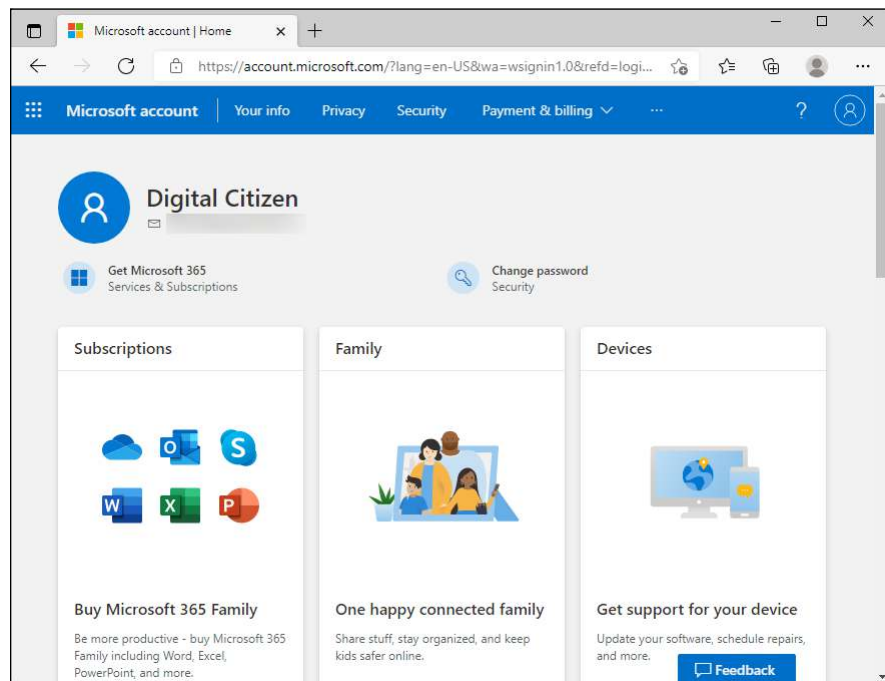 Microsoft account | Home
https://account.microsoft.com/?lang=en-US&wa=wsignin1.0&refd=logi...
Microsoft account Your info Privacy Security Payment & billing ... ?
Digital Citizen
Get Microsoft 365
Services & Subscriptions
Change password
Security
Subscriptions
Family
Devices
O
S
W
X
P
Buy Microsoft 365 Family
Be more productive - buy Microsoft 365
Family including Word, Excel,
PowerPoint, and more.
One happy connected family
Share stuff, stay organized, and keep
kids safer online.
Get support for your device
Update your software, schedule repairs,
and more.
Feedback